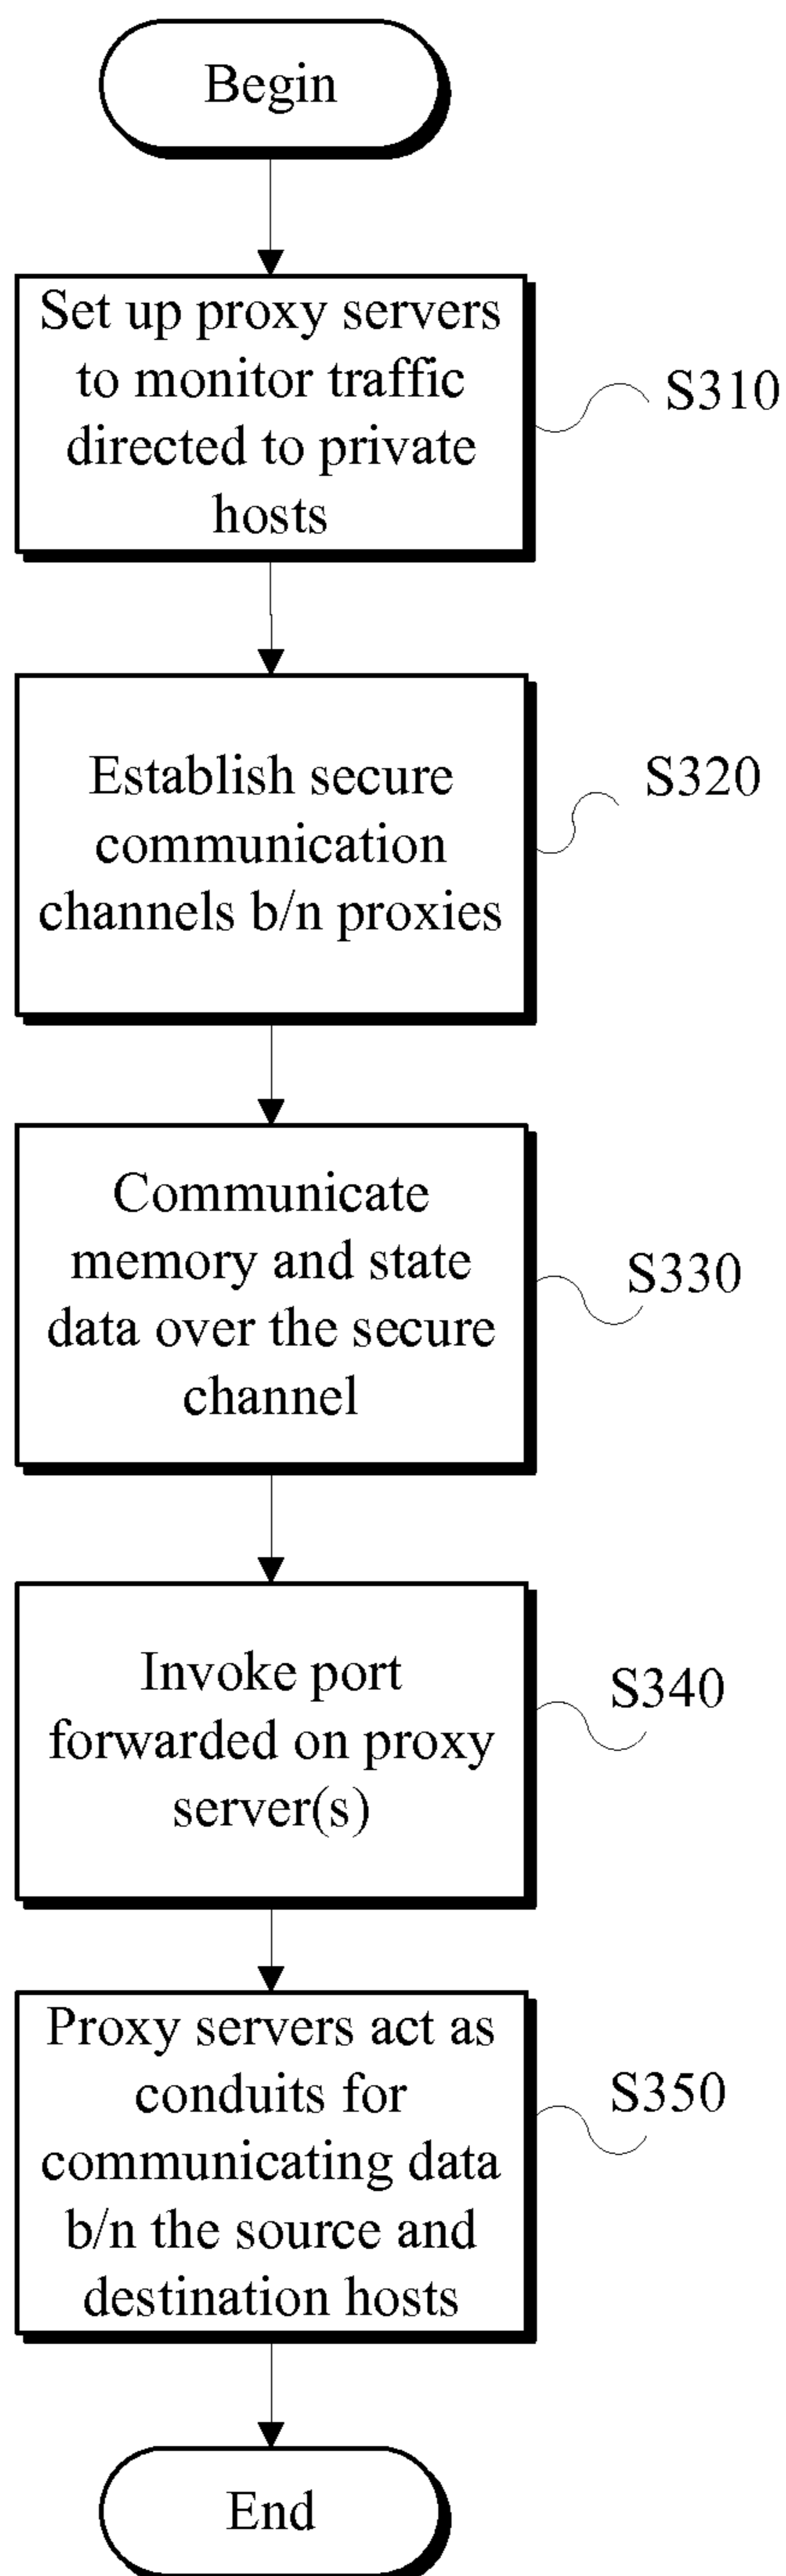 Begin
Set up proxy servers
to monitor traffic
directed to private
hosts
S310
Establish secure
communication
channels b/n proxies
S320
Communicate
memory and state
data over the secure
channel
S330
Invoke port
forwarded on proxy
server(s)
S340
Proxy servers act as
conduits for
communicating data
b/n the source and
destination hosts
S350
End